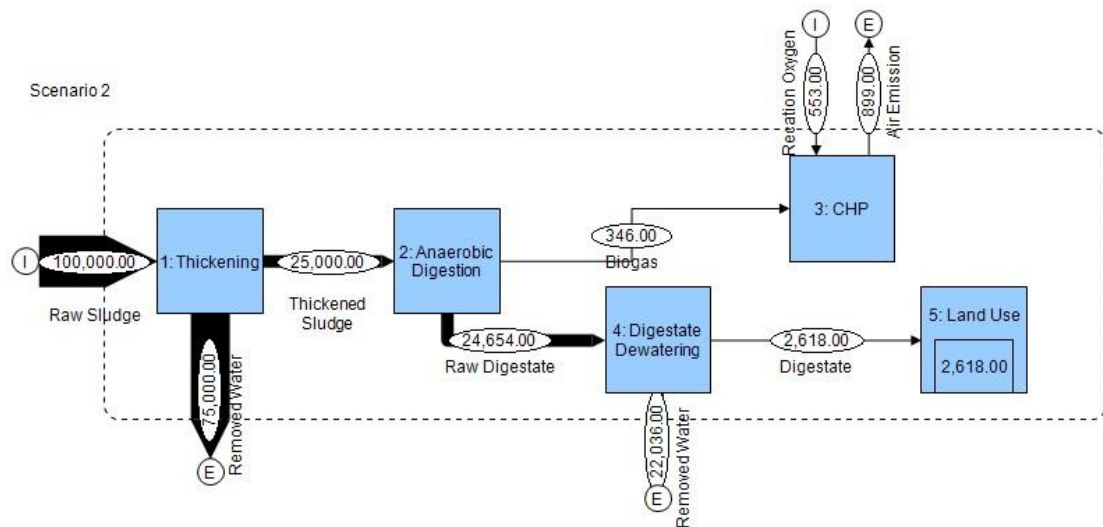 Scenario 2
I
E
553.00
Recation Oxygen
899.00
Air Emission
3: CHP
I
100,000.00
Raw Sludge
1: Thickening
25,000.00
Thickened
Sludge
2: Anaerobic
Digestion
346.00
Biogas
24,654.00
Raw Digestate
4: Digestate
Dewatering
2,618.00
Digestate
5: Land Use
2,618.00
75,000.00
Removed Water
E
22,036.00
Removed Water
E